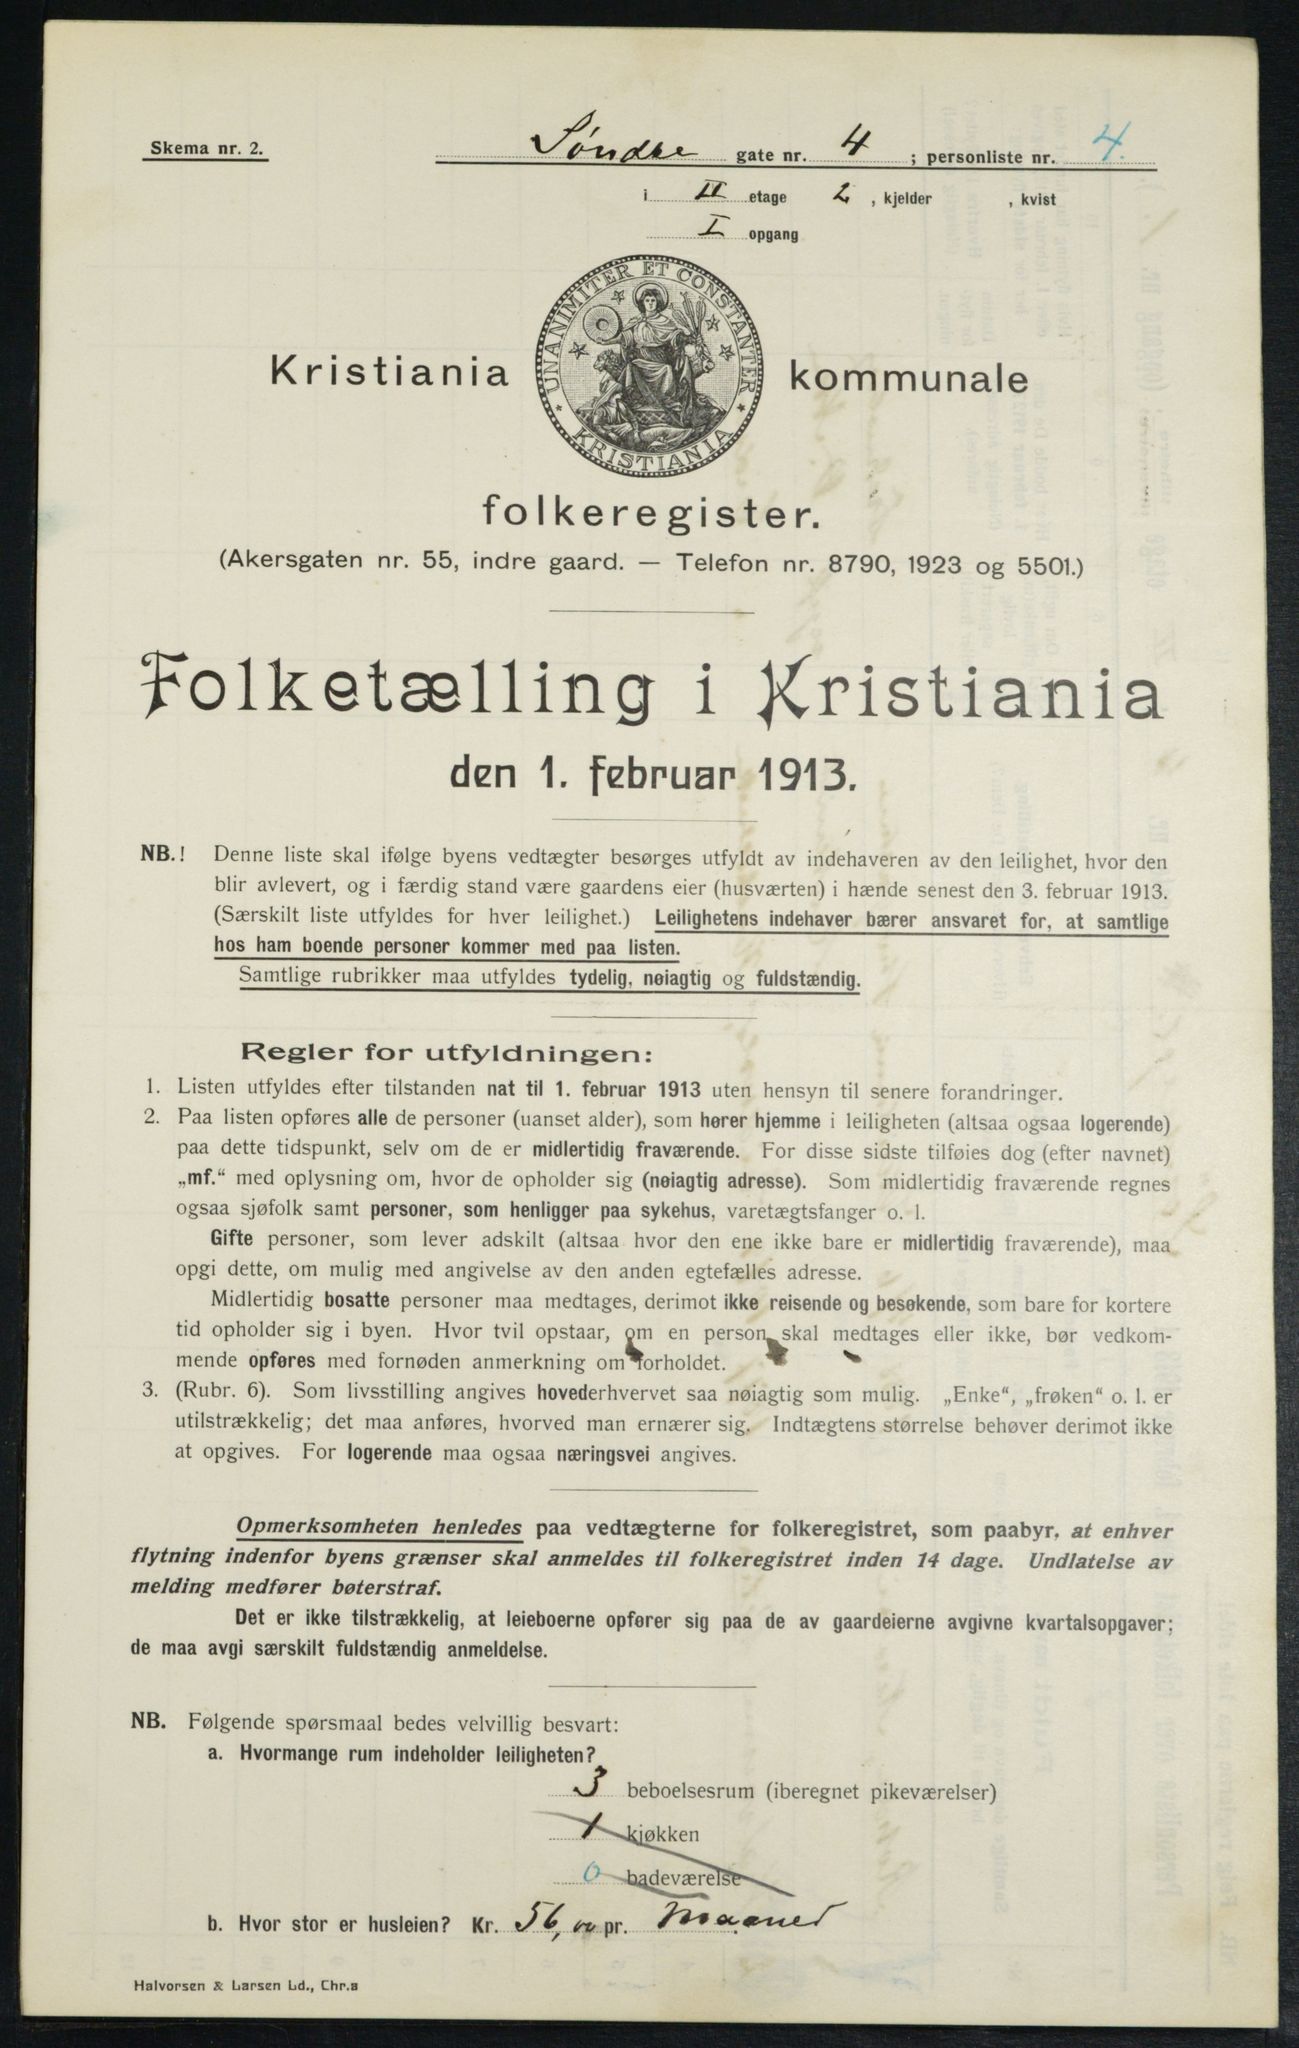 Skema nr. 2.
Søndre gate nr. 4 ; personliste nr. 4.
i II etage 2 , kjelder , kvist
I opgang
UNANIMITER ET CONSTANTER
KRISTIANIA
Kristiania kommunale
folkeregister.
(Akersgaten nr. 55, indre gaard. — Telefon nr. 8790, 1923 og 5501.)
Folketælling i Kristiania
den 1. februar 1913.
NB.! Denne liste skal ifølge byens vedtægter besørges utfyldt av indehaveren av den leilighet, hvor den
blir avlevert, og i færdig stand være gaardens eier (husværten) i hænde senest den 3. februar 1913.
(Særskilt liste utfyldes for hver leilighet.) Leilighetens indehaver bærer ansvaret for, at samtlige
hos ham boende personer kommer med paa listen.
Samtlige rubrikker maa utfyldes tydelig, nøiagtig og fuldstændig.
Regler for utfyldningen:
1. Listen utfyldes efter tilstanden nat til 1. februar 1913 uten hensyn til senere forandringer.
2. Paa listen opføres alle de personer (uanset alder), som hører hjemme i leiligheten (altsaa ogsaa logerende)
paa dette tidspunkt, selv om de er midlertidig fraværende. For disse sidste tilføies dog (efter navnet)
„mf.“ med oplysning om, hvor de opholder sig (nøiagtig adresse). Som midlertidig fraværende regnes
ogsaa sjøfolk samt personer, som henligger paa sykehus, varetægtsfanger o. l.
Gifte personer, som lever adskilt (altsaa hvor den ene ikke bare er midlertidig fraværende), maa
opgi dette, om mulig med angivelse av den anden egtefælles adresse.
Midlertidig bosatte personer maa medtages, derimot ikke reisende og besøkende, som bare for kortere
tid opholder sig i byen. Hvor tvil opstaar, om en person skal medtages eller ikke, bør vedkom-
mende opføres med fornøden anmerkning om forholdet.
3. (Rubr. 6). Som livsstilling angives hovederhvervet saa nøiagtig som mulig. „Enke“, „frøken“ o. l. er
utilstrækkelig; det maa anføres, hvorved man ernærer sig. Indtægtens størrelse behøver derimot ikke
at opgives. For logerende maa ogsaa næringsvei angives.
Opmerksomheten henledes paa vedtægterne for folkeregistret, som paabyr, at enhver
flytning indenfor byens grænser skal anmeldes til folkeregistret inden 14 dage. Undlatelse av
melding medfører bøterstraf.
Det er ikke tilstrækkelig, at leieboerne opfører sig paa de av gaardeierne avgivne kvartalsopgaver;
de maa avgi særskilt fuldstændig anmeldelse.
NB. Følgende spørsmaal bedes velvillig besvart:
a. Hvormange rum indeholder leiligheten?
3 beboelsesrum (iberegnet pikeværelser)
1 kjøkken
0 badeværelse
b. Hvor stor er husleien? Kr. 56,00 pr. Maaned
Halvorsen & Larsen Ld., Chr.a